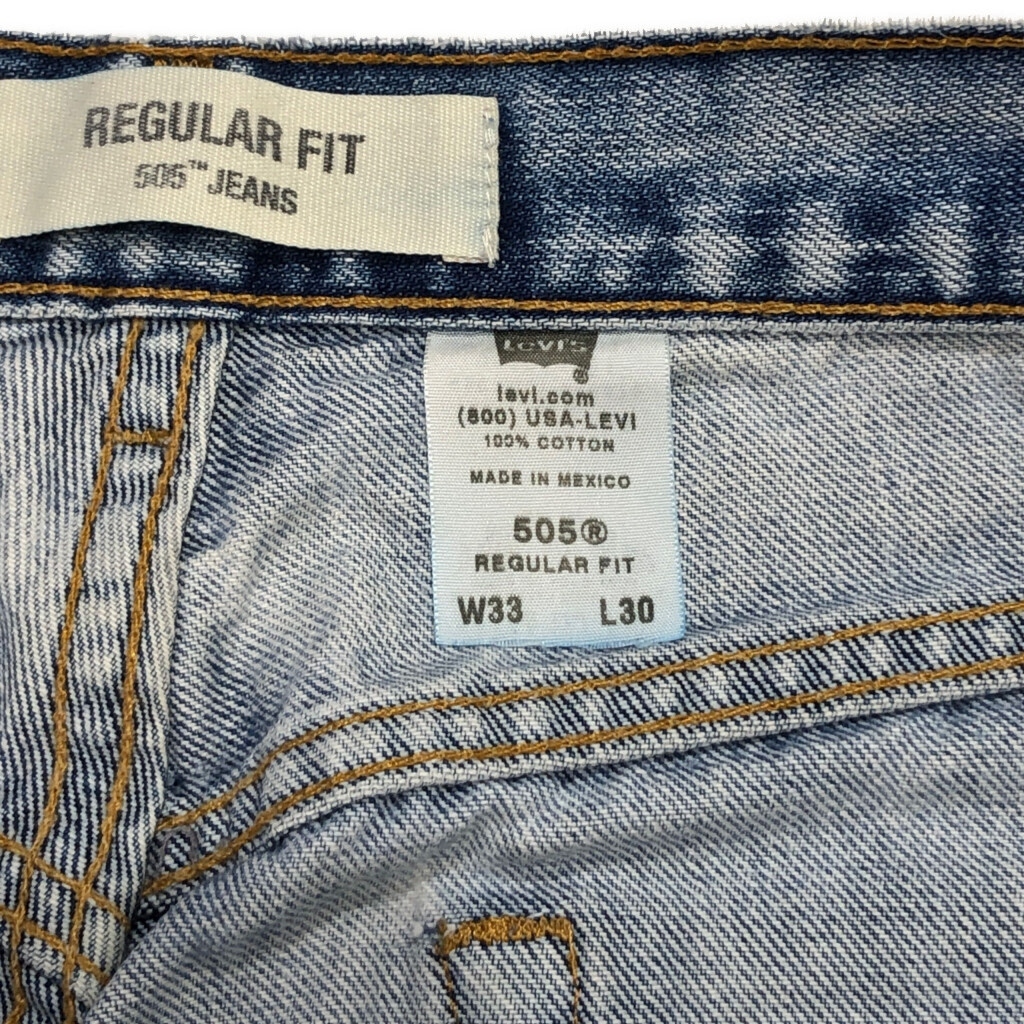 REGULAR FIT
505™ JEANS
Levi's
®
levi.com
(800) USA-LEVI
100% COTTON
MADE IN MEXICO
505®
REGULAR FIT
W33 L30